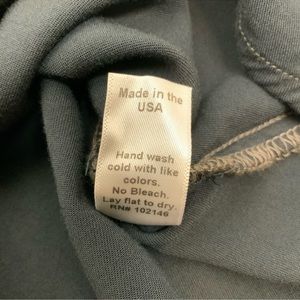 Made in the
USA
Hand wash
cold with like
colors.
No Bleach.
Lay flat to dry.
RN# 102146